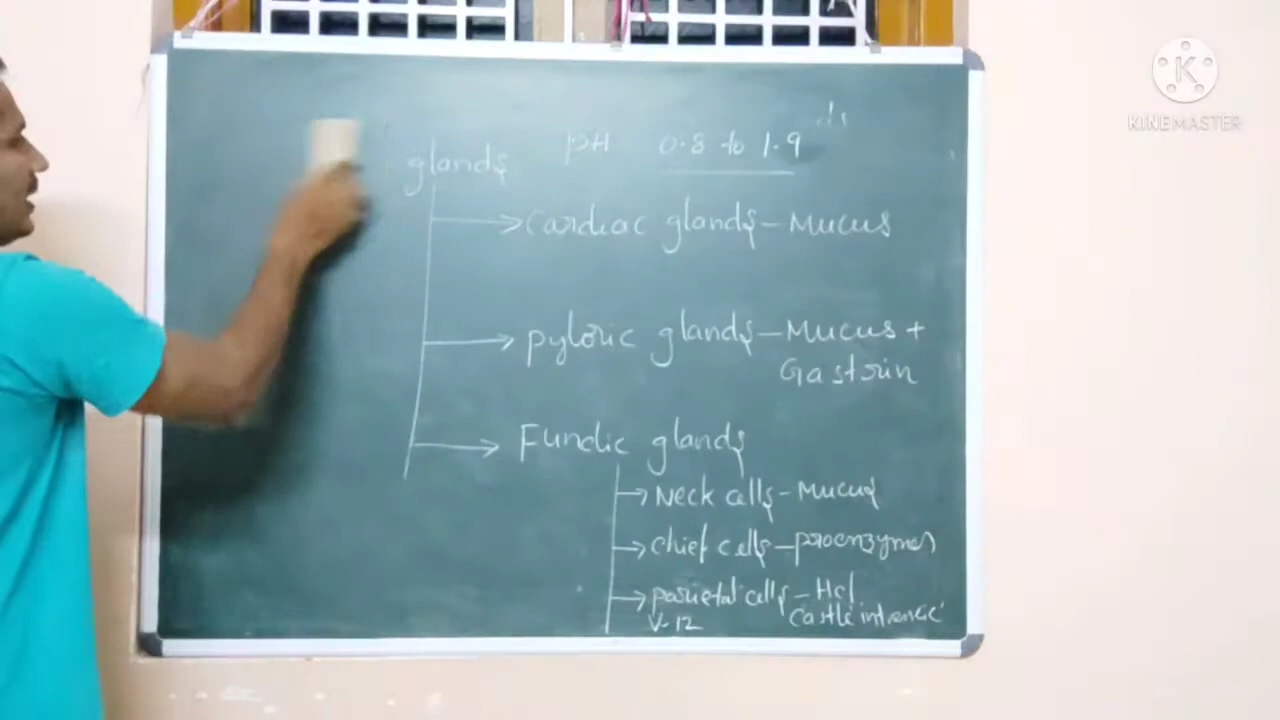 glands pH 0.8 to 1.9
cardiac glands - Mucus
pyloric glands - Mucus +
Gastrin
Fundic glands
Neck cells - Mucus
chief cells - proenzymes
parietal cells - Hcl
V-12 castle intrensic
KINEMASTER